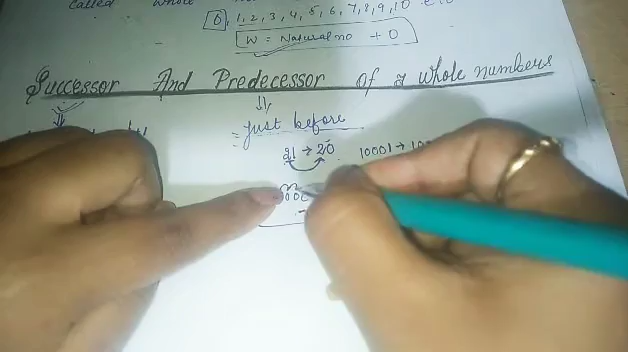 called whole
0, 1, 2, 3, 4, 5, 6, 7, 8, 9, 10
W = Natural no + 0
Successor And Predecessor of a whole numbers
= Just before
21 → 20 10001 → 10